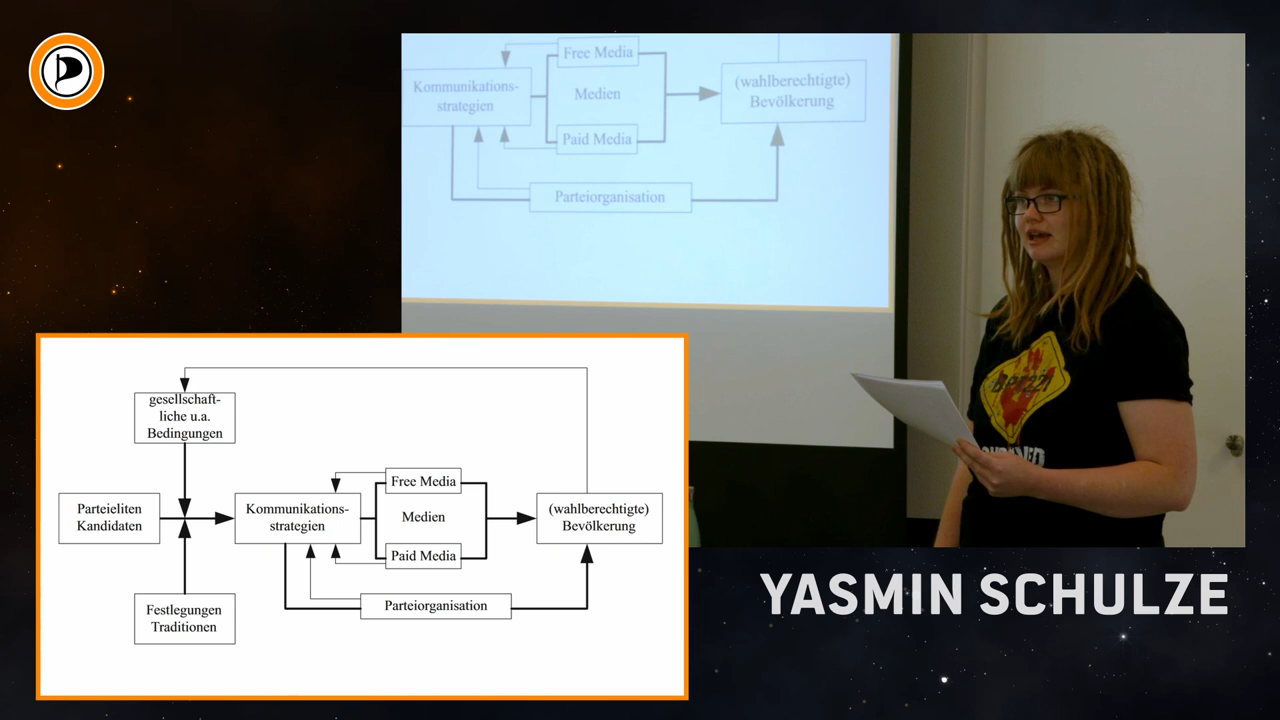 Free Media
Kommunikations-
strategien
Medien
(wahlberechtigte)
Bevölkerung
Paid Media
Parteiorganisation
gesellschaft-
liche u.a.
Bedingungen
Parteieliten
Kandidaten
Kommunikations-
strategien
Free Media
Medien
Paid Media
(wahlberechtigte)
Bevölkerung
Festlegungen
Traditionen
Parteiorganisation
BPT221
YASMIN SCHULZE